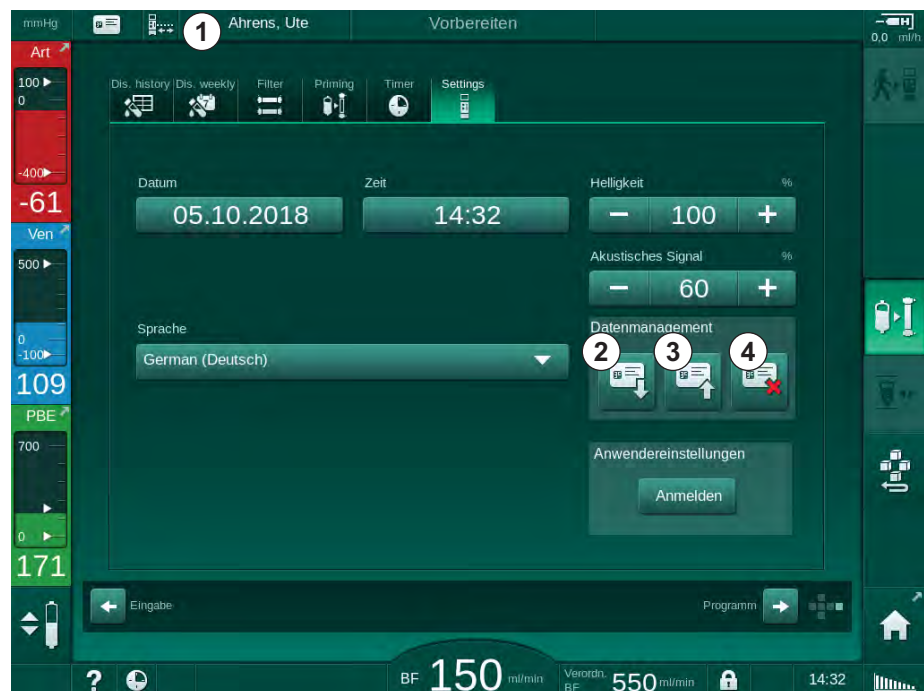 mmHg
1
Ahrens, Ute
Vorbereiten
0,0 ml/h
Art
100
0
-400
-61
Ven
500
0
-100
109
PBE
700
0
171
Dis. history
Dis. weekly
Filter
Priming
Timer
Settings
7
Datum
Zeit
Helligkeit %
05.10.2018
14:32
− 100 +
Akustisches Signal %
− 60 +
Sprache
German (Deutsch)
Datenmanagement
2
3
4
Anwendereinstellungen
Anmelden
Eingabe
Programm
?
BF 150 ml/min
Verordn. BF 550 ml/min
14:32